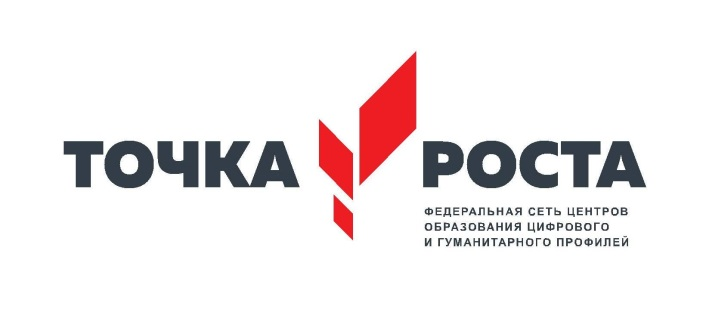 ТОЧКА РОСТА
ФЕДЕРАЛЬНАЯ СЕТЬ ЦЕНТРОВ
ОБРАЗОВАНИЯ ЦИФРОВОГО
И ГУМАНИТАРНОГО ПРОФИЛЕЙ